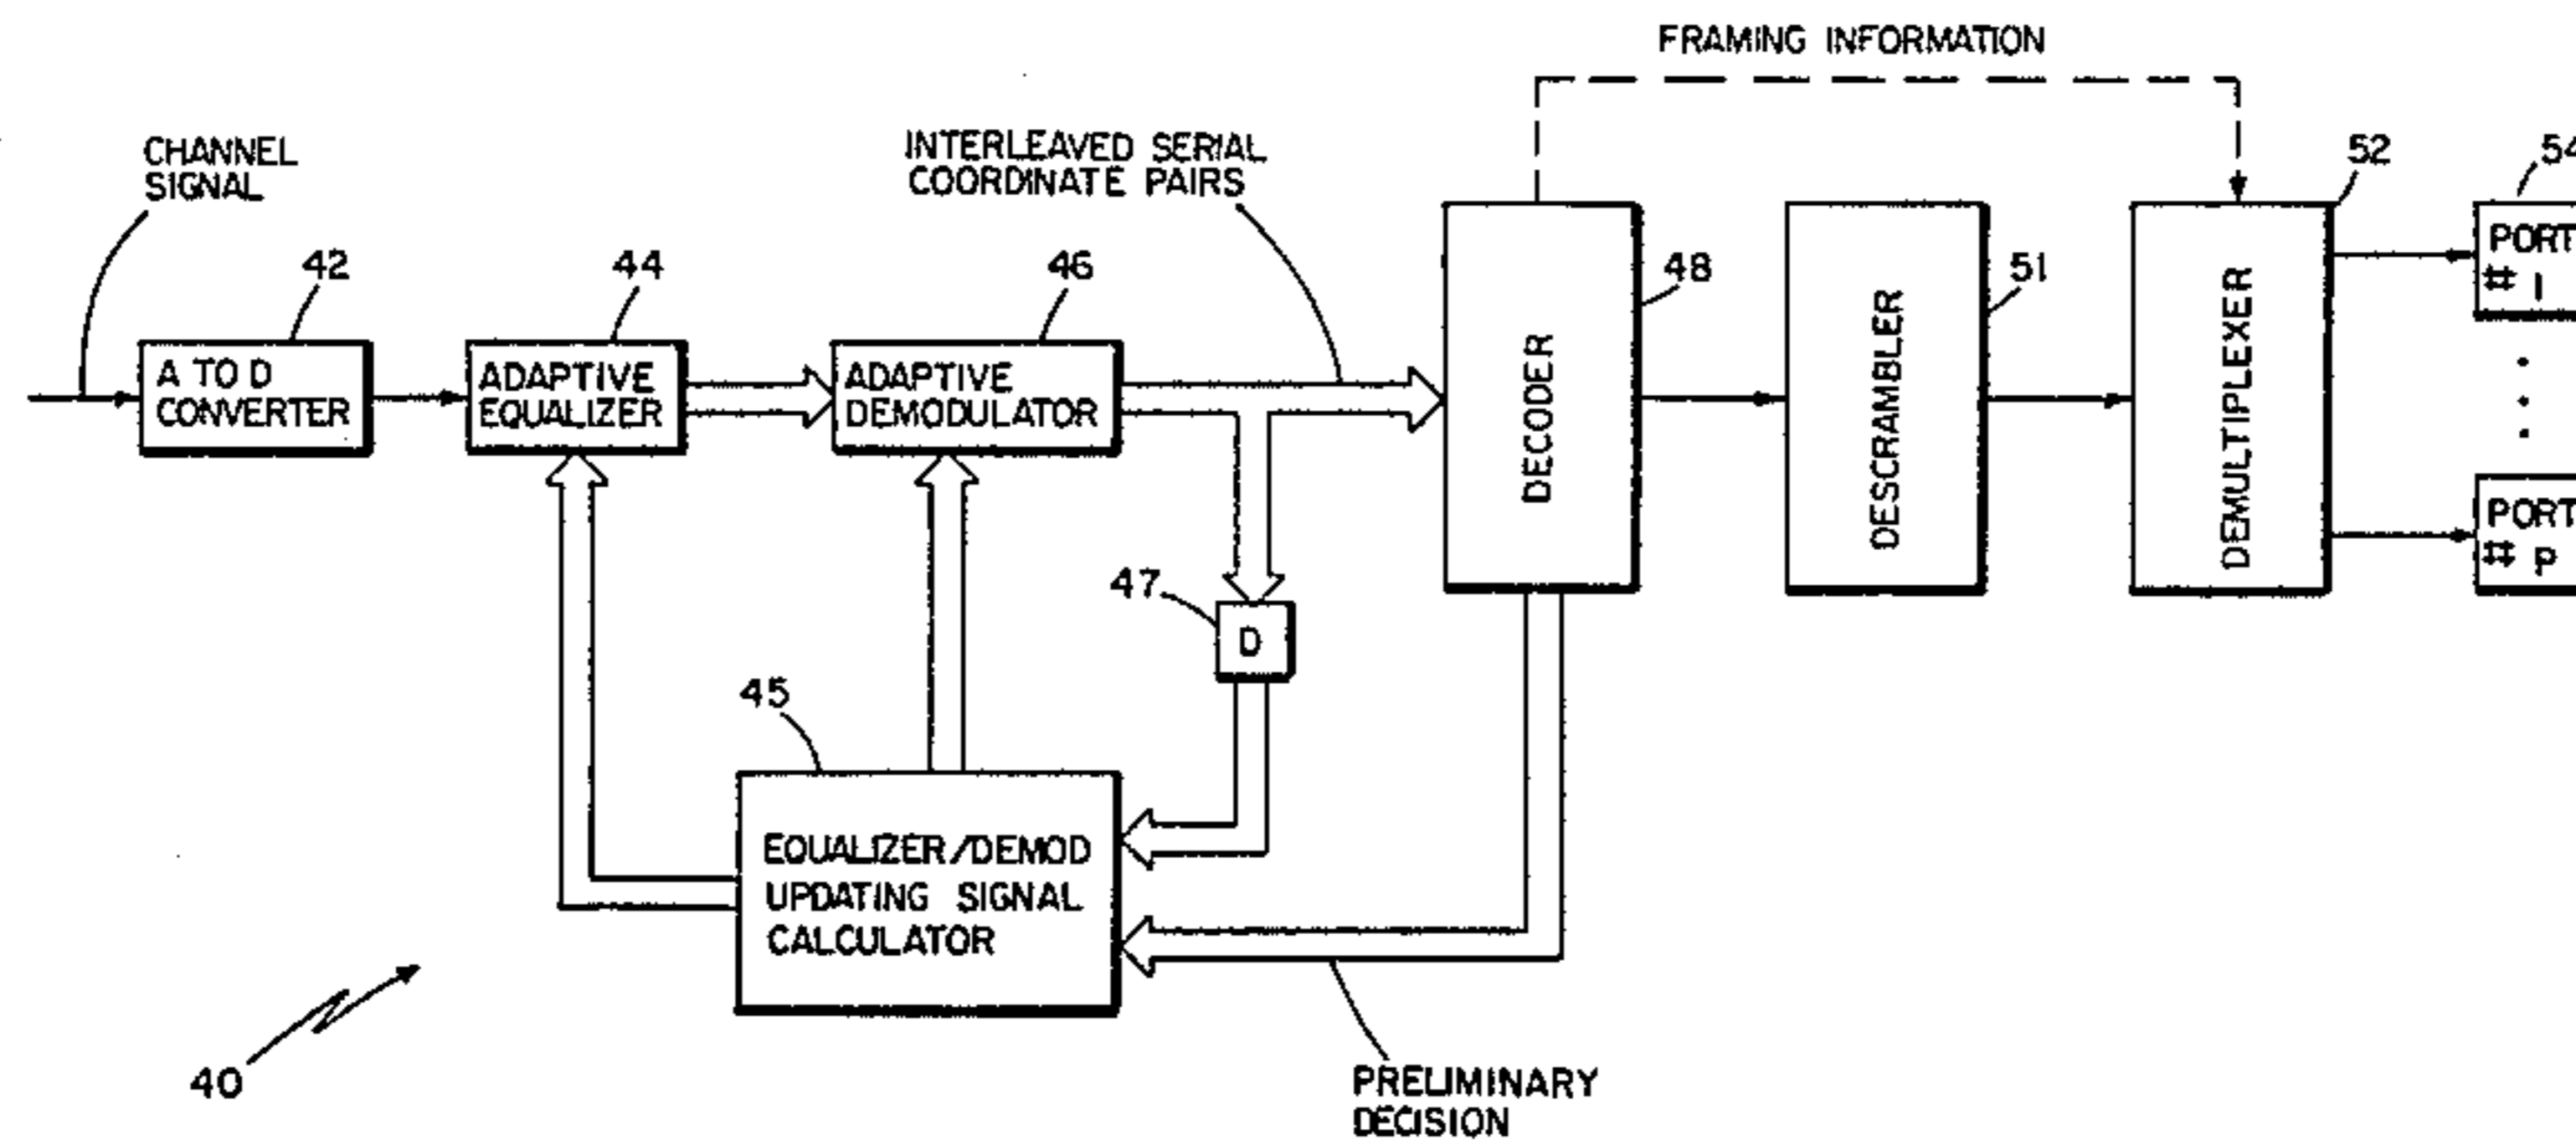 FRAMING INFORMATION
CHANNEL
SIGNAL
INTERLEAVED SERIAL
COORDINATE PAIRS
42
44
46
48
51
52
54
A TO D
CONVERTER
ADAPTIVE
EQUALIZER
ADAPTIVE
DEMODULATOR
DECODER
DESCRAMBLER
DEMULTIPLEXER
PORT
# 1
PORT
# P
47
D
45
EQUALIZER/DEMOD
UPDATING SIGNAL
CALCULATOR
40
PRELIMINARY
DECISION